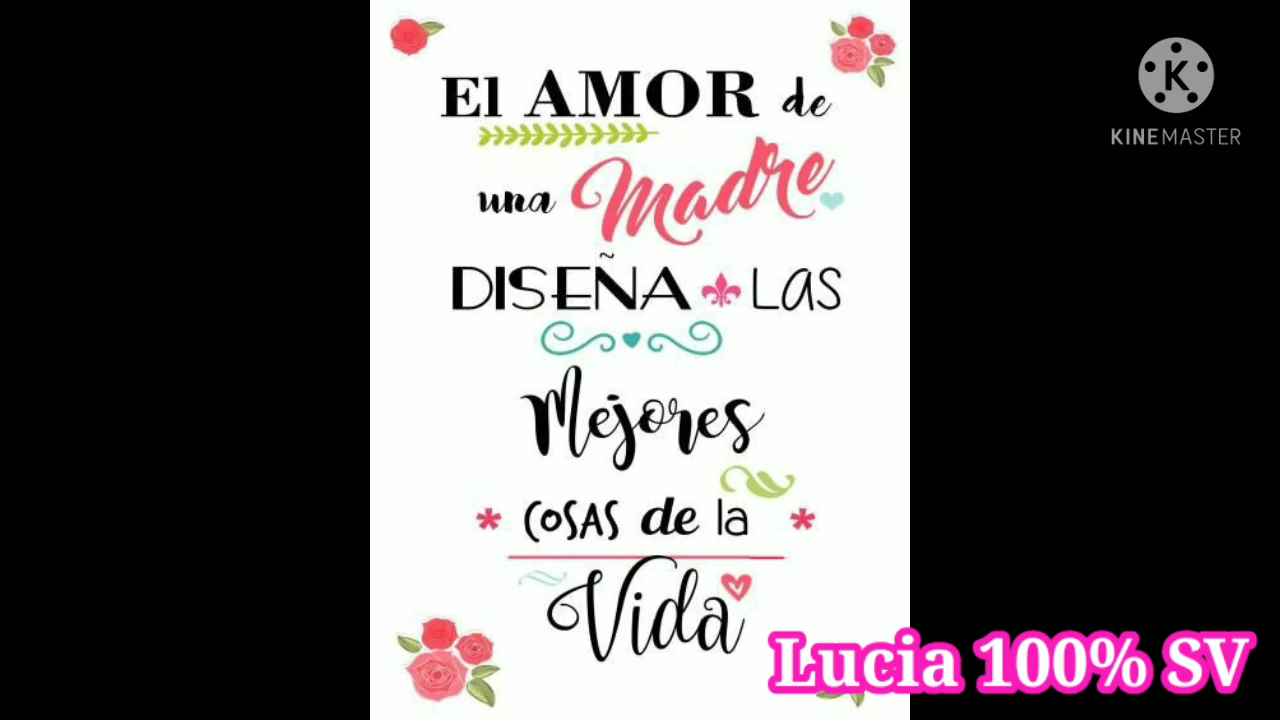 El AMOR de
una Madre
DISEÑA LAS
Mejores
* COSAS de la *
Vida
K
KINEMASTER
Lucia 100% SV